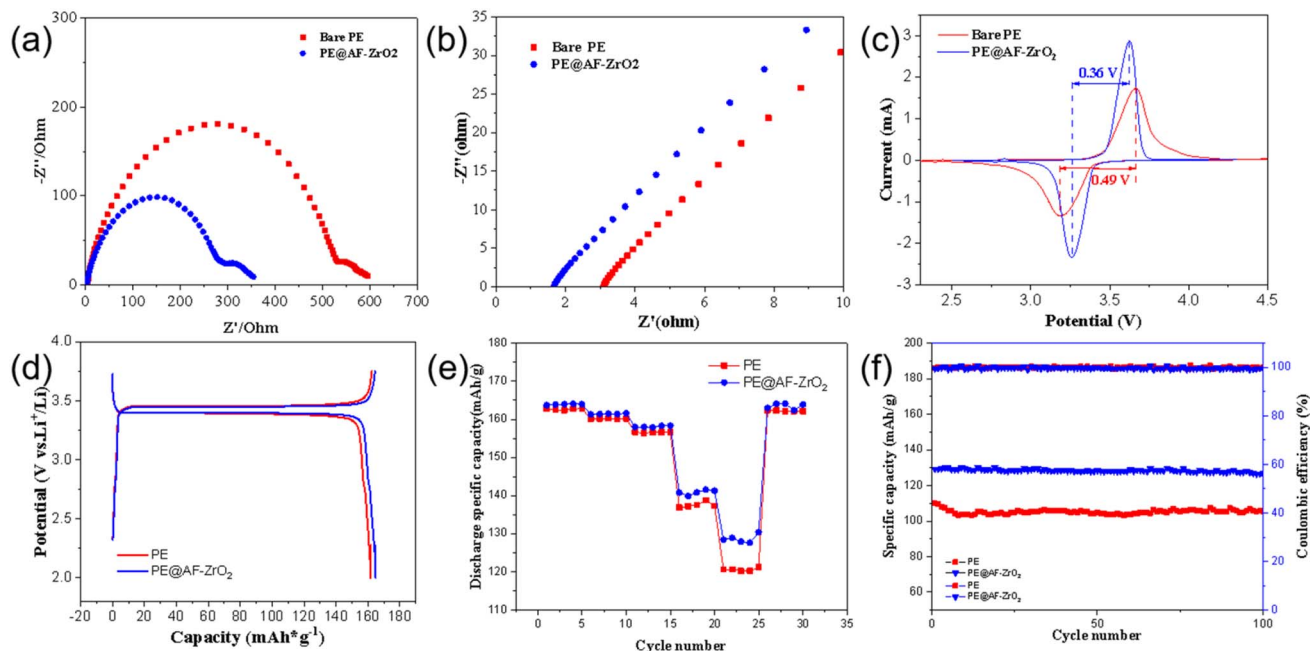 (a)
300
200
100
0
-Z''/Ohm
Bare PE
PE@AF-ZrO2
0 100 200 300 400 500 600 700
Z'/Ohm
(b)
35
30
25
20
15
10
5
0
-Z''(ohm)
Bare PE
PE@AF-ZrO2
2 4 6 8 10
Z'(ohm)
(c)
3
2
1
0
-1
-2
-3
Current (mA)
Bare PE
PE@AF-ZrO₂
0.36 V
0.49 V
2.5 3.0 3.5 4.0 4.5
Potential (V)
(d)
4.0
3.5
3.0
2.5
2.0
Potential (V vs.Li⁺/Li)
PE
PE@AF-ZrO₂
0 20 40 60 80 100 120 140 160 180
Capacity (mAh*g⁻¹)
(e)
180
170
160
150
140
130
120
110
Discharge specific capacity(mAh/g)
PE
PE@AF-ZrO₂
-5 0 5 10 15 20 25 30 35
Cycle number
(f)
200
180
160
140
120
100
80
60
Specific capacity (mAh/g)
PE
PE@AF-ZrO₂
PE
PE@AF-ZrO₂
0 50 100
Cycle number
100
80
60
40
20
0
Coulombic efficiency (%)